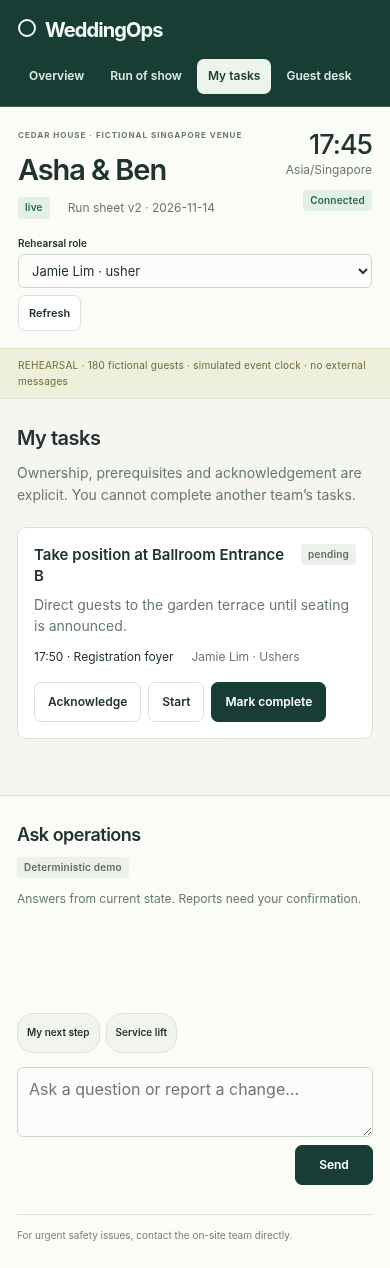 WeddingOps
Overview
Run of show
My tasks
Guest desk
CEDAR HOUSE · FICTIONAL SINGAPORE VENUE
Asha & Ben
live
Run sheet v2 · 2026-11-14
17:45
Asia/Singapore
Connected
Rehearsal role
Jamie Lim · usher
Refresh
REHEARSAL · 180 fictional guests · simulated event clock · no external
messages
My tasks
Ownership, prerequisites and acknowledgement are
explicit. You cannot complete another team's tasks.
Take position at Ballroom Entrance
B
pending
Direct guests to the garden terrace until seating
is announced.
17:50 · Registration foyer
Jamie Lim · Ushers
Acknowledge
Start
Mark complete
Ask operations
Deterministic demo
Answers from current state. Reports need your confirmation.
My next step
Service lift
Ask a question or report a change...
Send
For urgent safety issues, contact the on-site team directly.